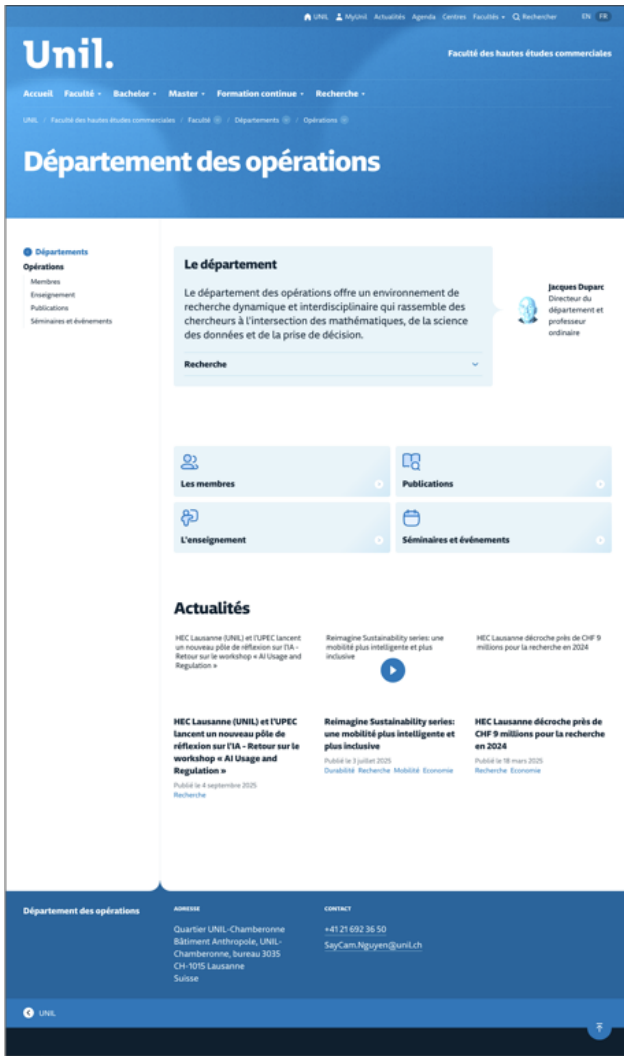 UNIL MyUnil Actualités Agenda Centres Facultés Rechercher EN FR
Unil.
Faculté des hautes études commerciales
Accueil Faculté Bachelor Master Formation continue Recherche
UNIL / Faculté des hautes études commerciales / Faculté / Départements / Opérations
Département des opérations
Départements
Opérations
Membres
Enseignement
Publications
Séminaires et événements
Le département
Le département des opérations offre un environnement de
recherche dynamique et interdisciplinaire qui rassemble des
chercheurs à l'intersection des mathématiques, de la science
des données et de la prise de décision.
Recherche
Jacques Duparc
Directeur du
département et
professeur
ordinaire
Les membres
Publications
L'enseignement
Séminaires et événements
Actualités
HEC Lausanne (UNIL) et l'UPEC lancent
un nouveau pôle de réflexion sur l'IA -
Retour sur le workshop « AI Usage and
Regulation »
Reimagine Sustainability series: une
mobilité plus intelligente et plus
inclusive
HEC Lausanne décroche près de CHF 9
millions pour la recherche en 2024
HEC Lausanne (UNIL) et l'UPEC
lancent un nouveau pôle de
réflexion sur l'IA - Retour sur le
workshop « AI Usage and
Regulation »
Publié le 4 septembre 2025
Recherche
Reimagine Sustainability series:
une mobilité plus intelligente et
plus inclusive
Publié le 3 juillet 2025
Durabilité Recherche Mobilité Economie
HEC Lausanne décroche près de
CHF 9 millions pour la recherche
en 2024
Publié le 18 mars 2025
Recherche Economie
Département des opérations
ADRESSE
Quartier UNIL-Chamberonne
Bâtiment Anthropole, UNIL-
Chamberonne, bureau 3035
CH-1015 Lausanne
Suisse
CONTACT
+41 21 692 36 50
SayCam.Nguyen@unil.ch
UNIL